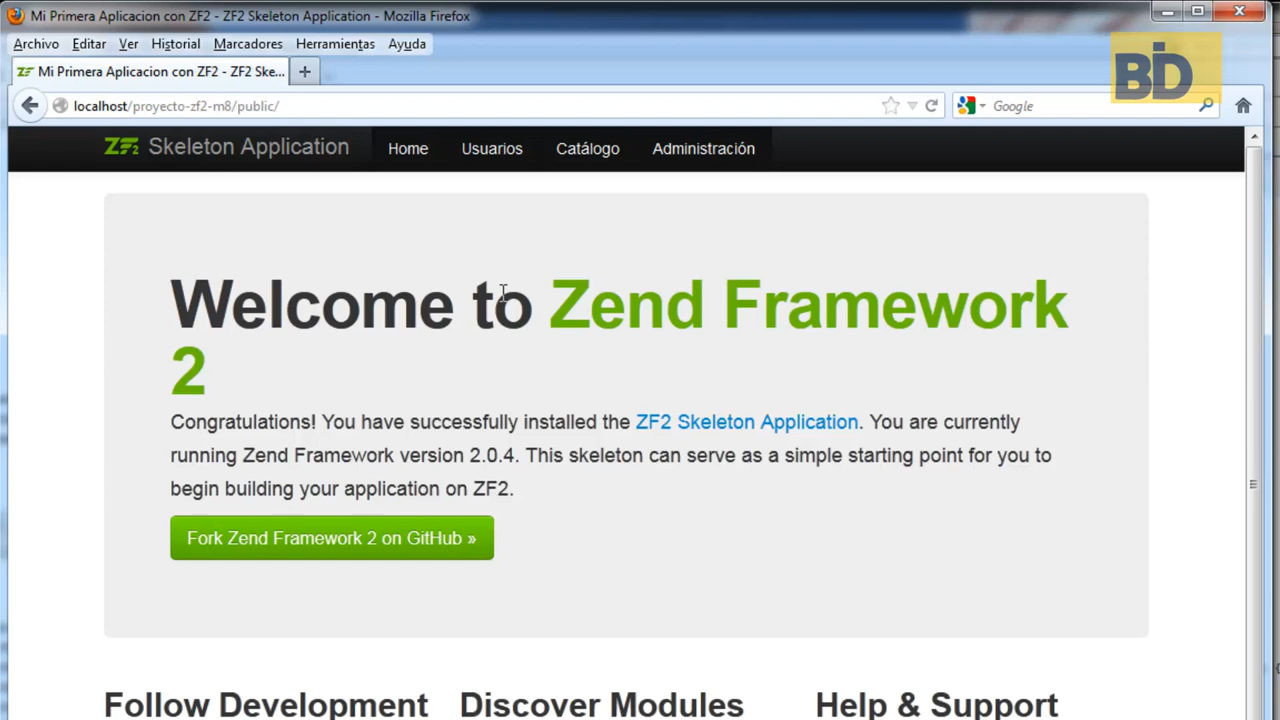 Mi Primera Aplicacion con ZF2 - ZF2 Skeleton Application - Mozilla Firefox
Archivo Editar Ver Historial Marcadores Herramientas Ayuda
ZF Mi Primera Aplicacion con ZF2 - ZF2 Ske... +
BiD
localhost/proyecto-zf2-m8/public/ Google
ZF2 Skeleton Application Home Usuarios Catálogo Administración
Welcome to Zend Framework
2
Congratulations! You have successfully installed the ZF2 Skeleton Application. You are currently
running Zend Framework version 2.0.4. This skeleton can serve as a simple starting point for you to
begin building your application on ZF2.
Fork Zend Framework 2 on GitHub »
Follow Development Discover Modules Help & Support